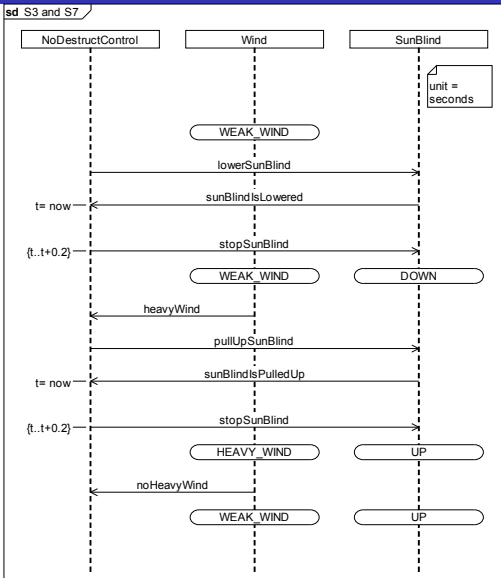 sd S3 and S7
NoDestructControl
Wind
SunBlind
unit =
seconds
WEAK_WIND
lowerSunBlind
sunBlindIsLowered
t= now
stopSunBlind
{t..t+0.2}
WEAK_WIND
DOWN
heavyWind
pullUpSunBlind
sunBlindIsPulledUp
t= now
stopSunBlind
{t..t+0.2}
HEAVY_WIND
UP
noHeavyWind
WEAK_WIND
UP